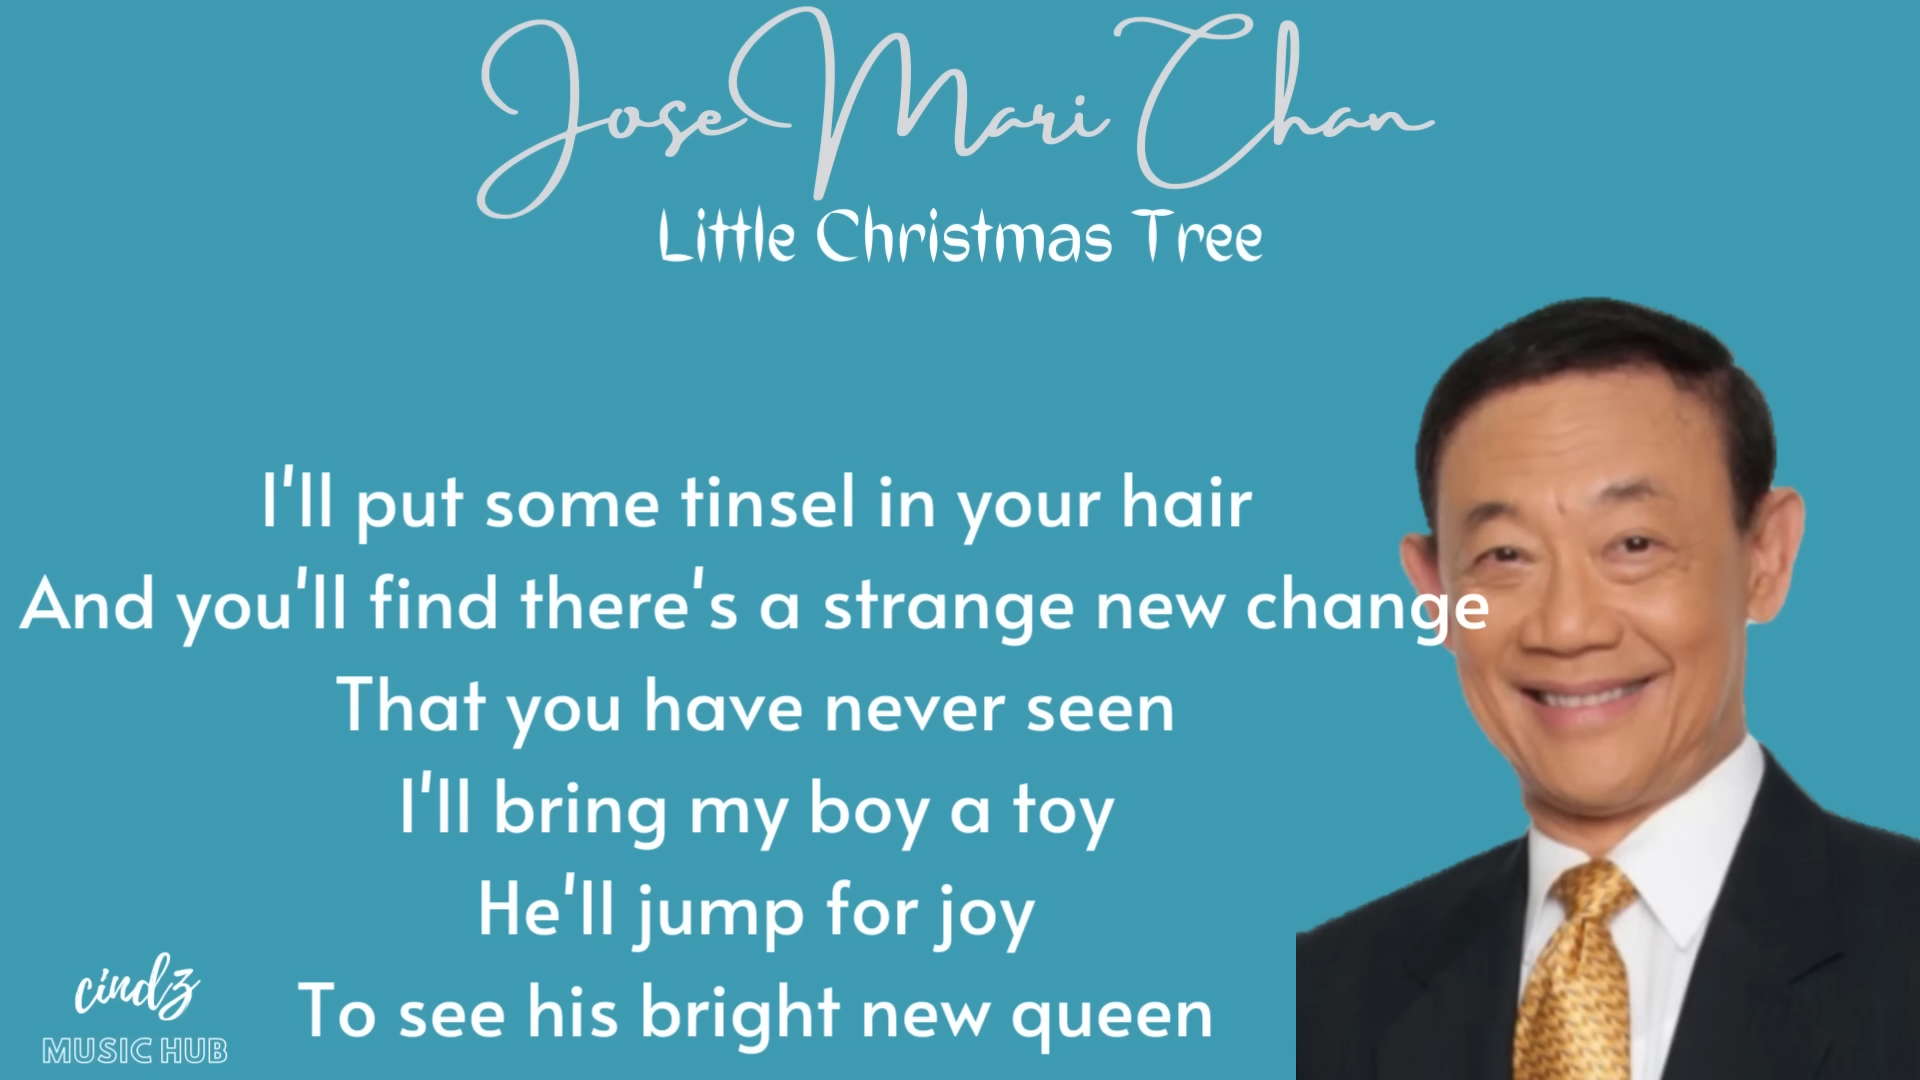 Jose Mari Chan
Little Christmas Tree
I'll put some tinsel in your hair
And you'll find there's a strange new change
That you have never seen
I'll bring my boy a toy
He'll jump for joy
To see his bright new queen
cindz
MUSIC HUB